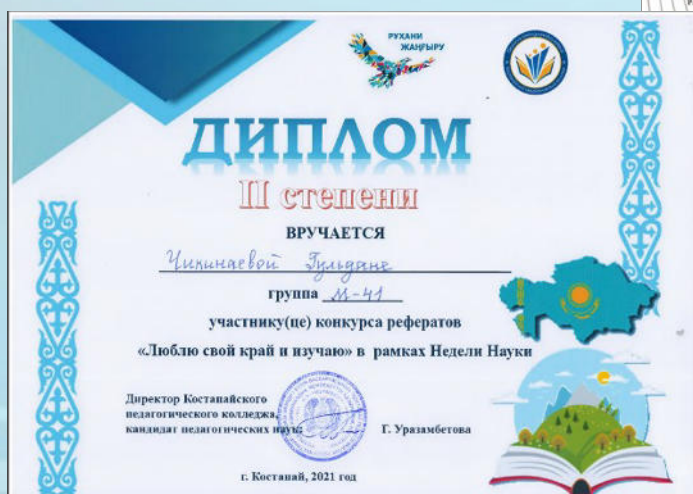 РУХАНИ
ЖАҢҒЫРУ
ДИПЛОМ
II степени
ВРУЧАЕТСЯ
Чикинаевой Гульдане
группа М-41
участнику(це) конкурса рефератов
«Люблю свой край и изучаю» в рамках Недели Науки
Директор Костанайского
педагогического колледжа,
кандидат педагогических наук:
Г. Уразамбетова
г. Костанай, 2021 год